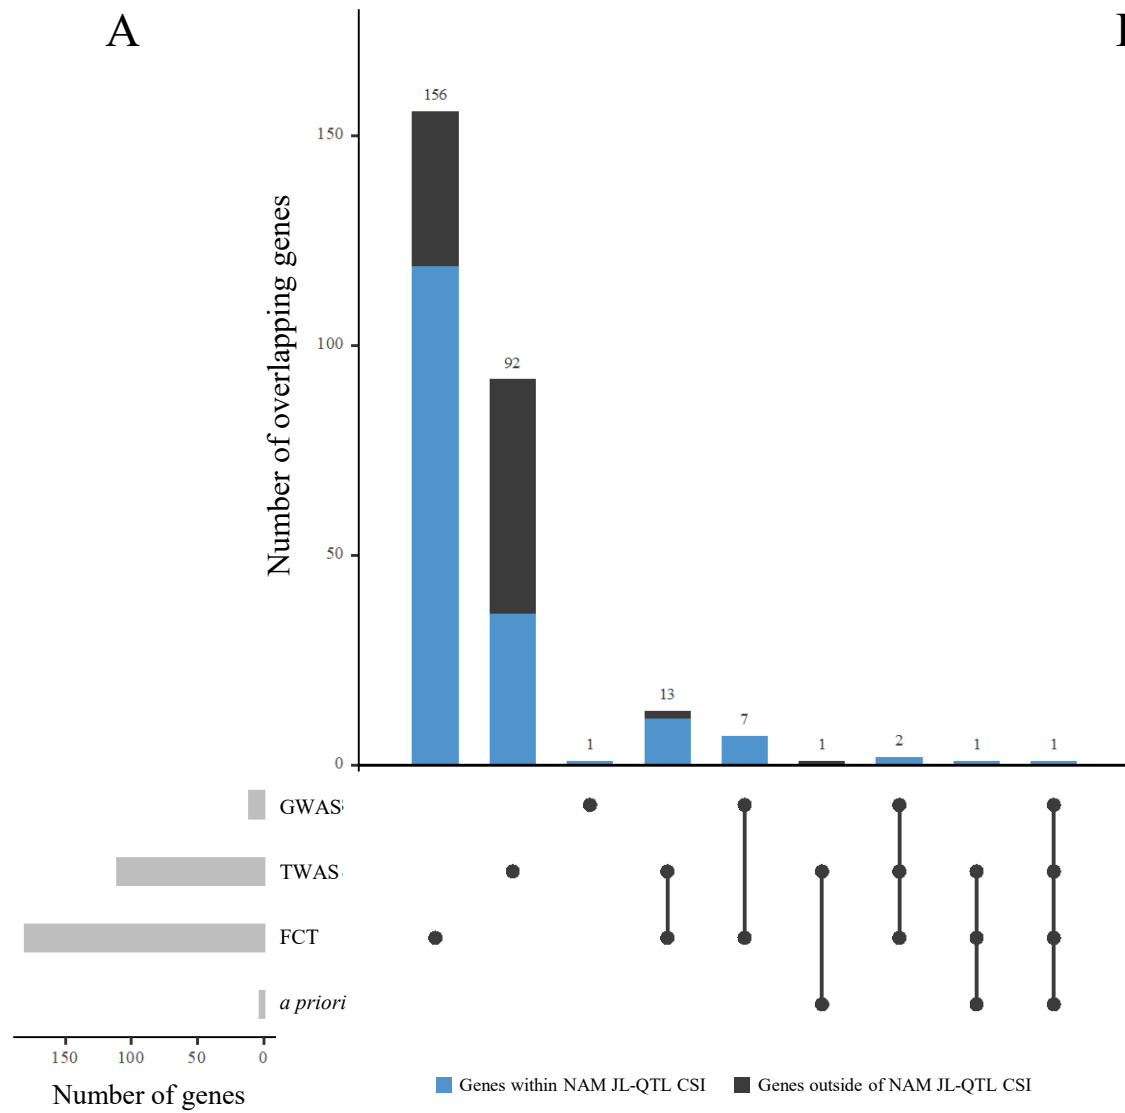 A
156
150
92
100
50
13
7
1
1
2
1
1
0
Number of overlapping genes
GWAS
TWAS
FCT
a priori
150 100 50 0
Number of genes
Genes within NAM JL-QTL CSI
Genes outside of NAM JL-QTL CSI